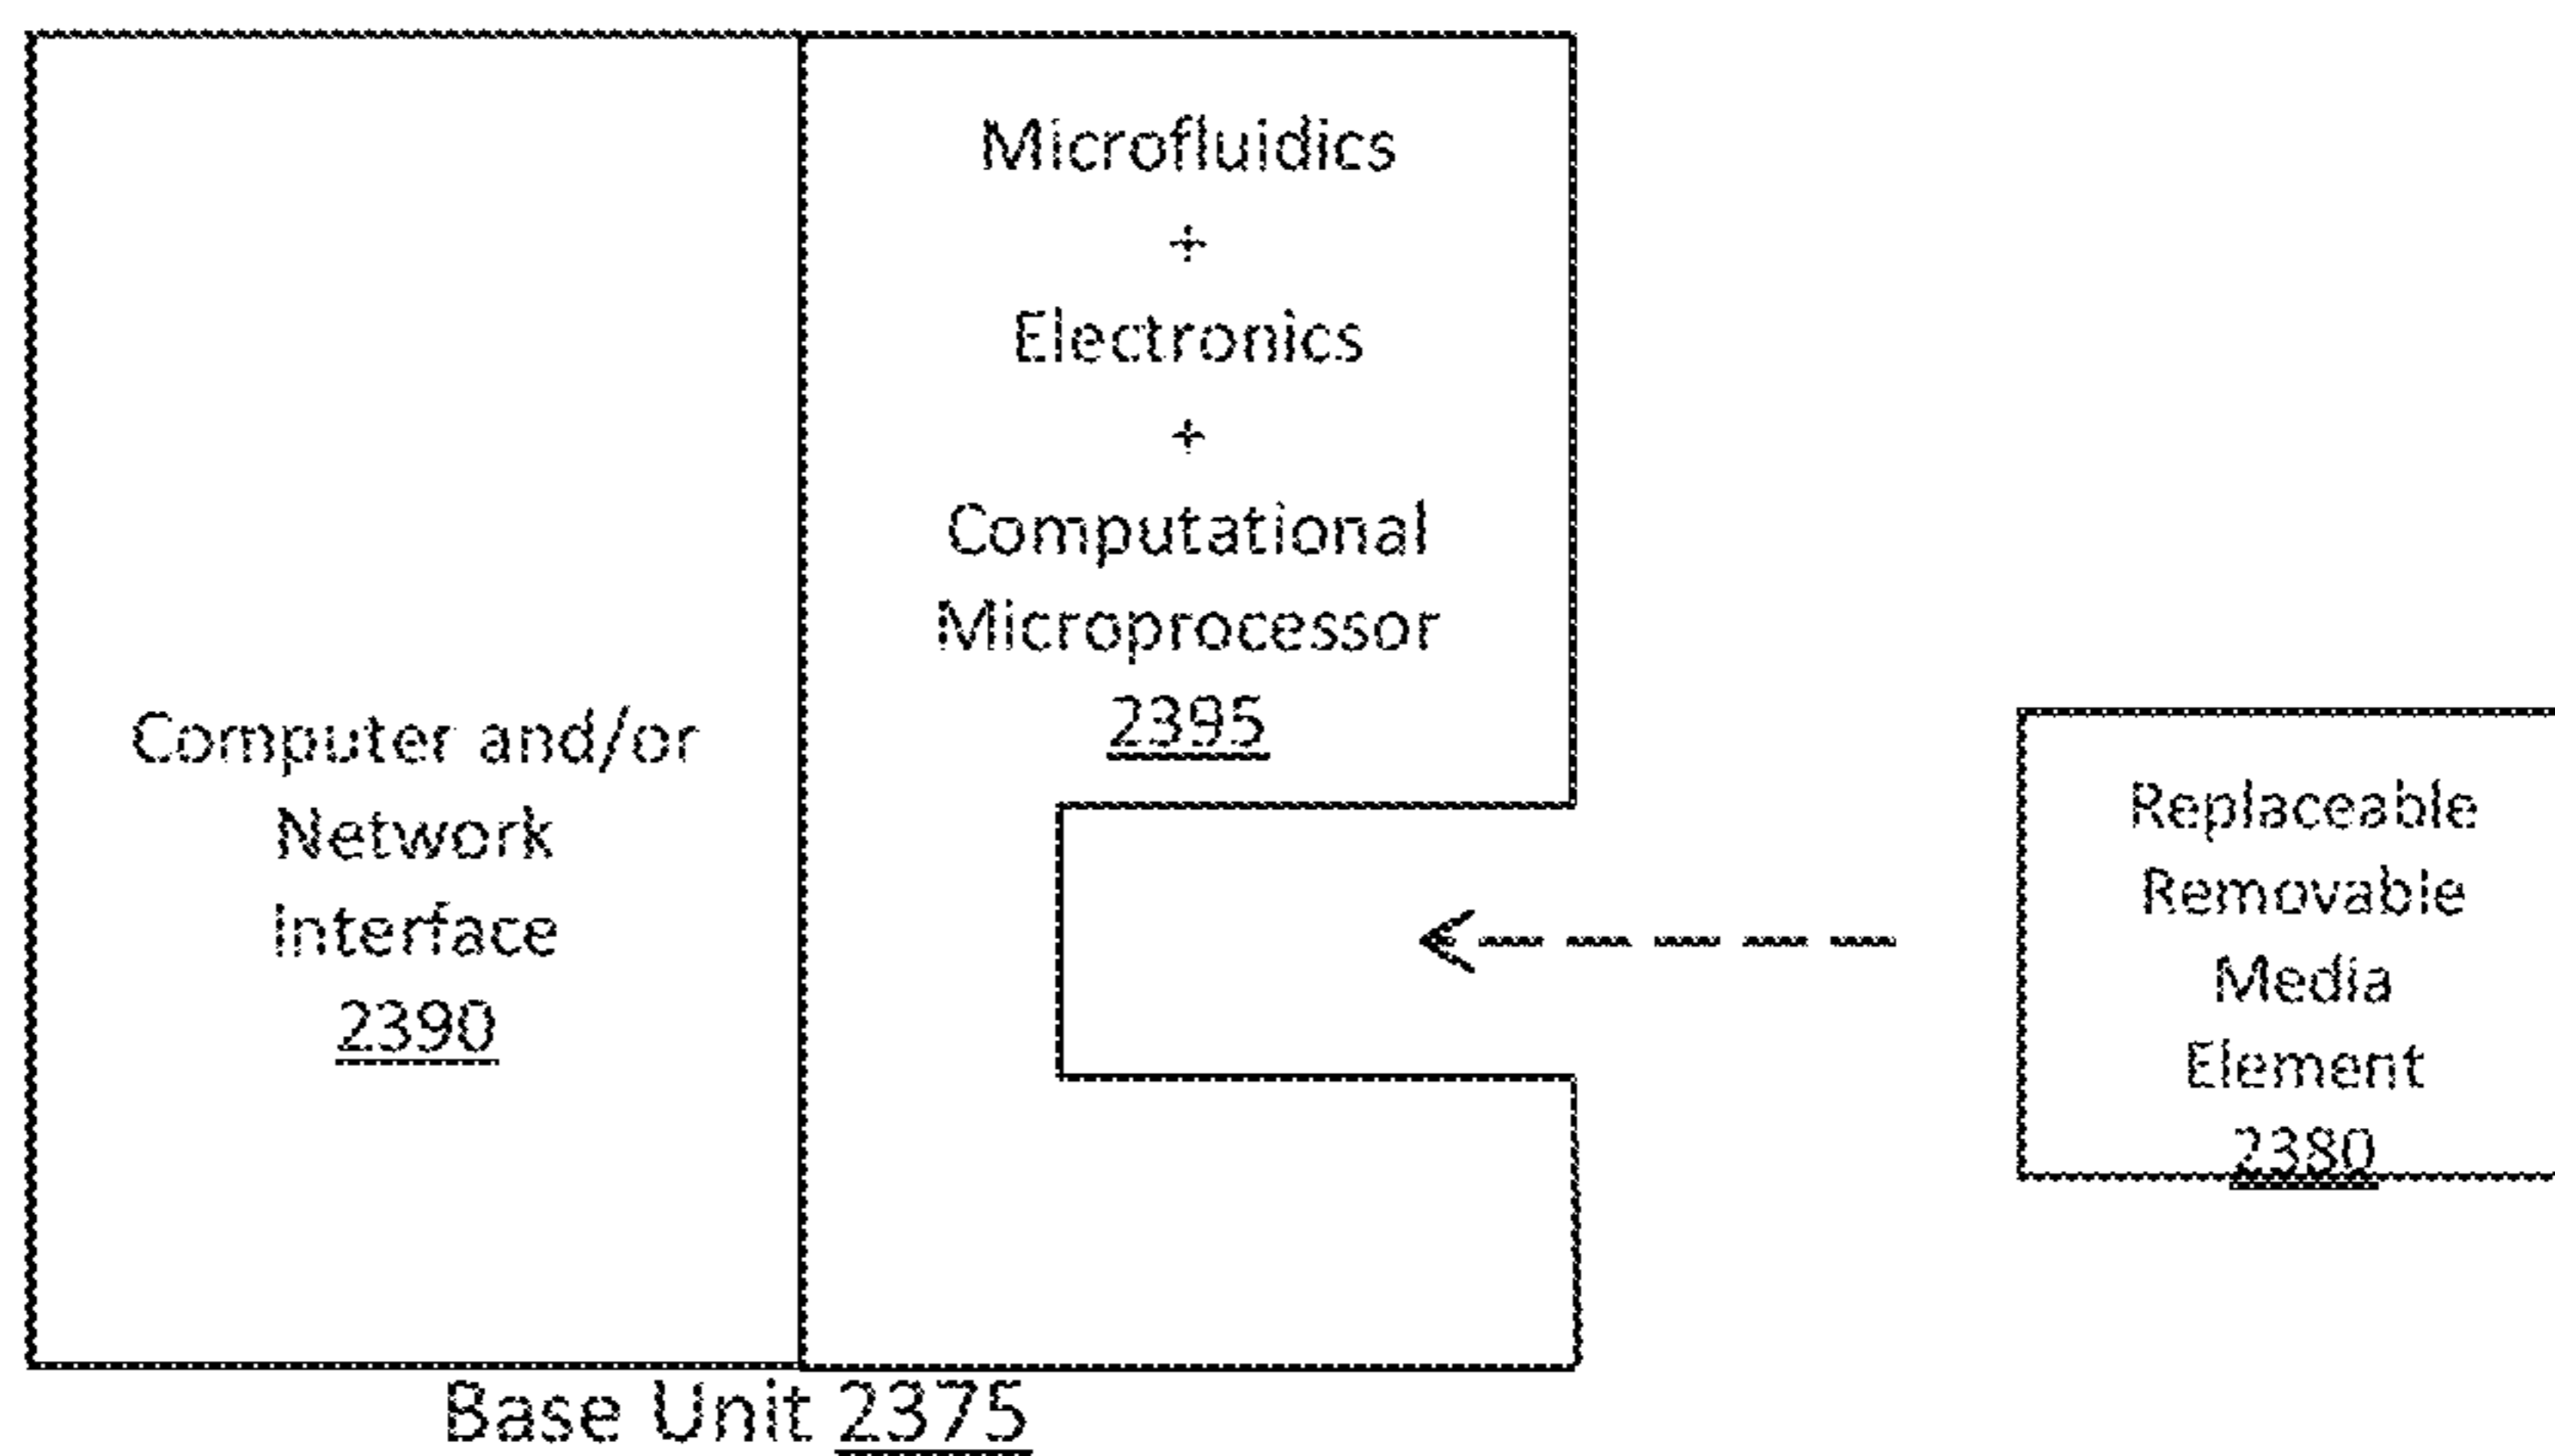 Microfluidics
+
Electronics
+
Computational
Microprocessor
2395
Computer and/or
Network
Interface
2390
Replaceable
Removable
Media
Element
2380
Base Unit 2375